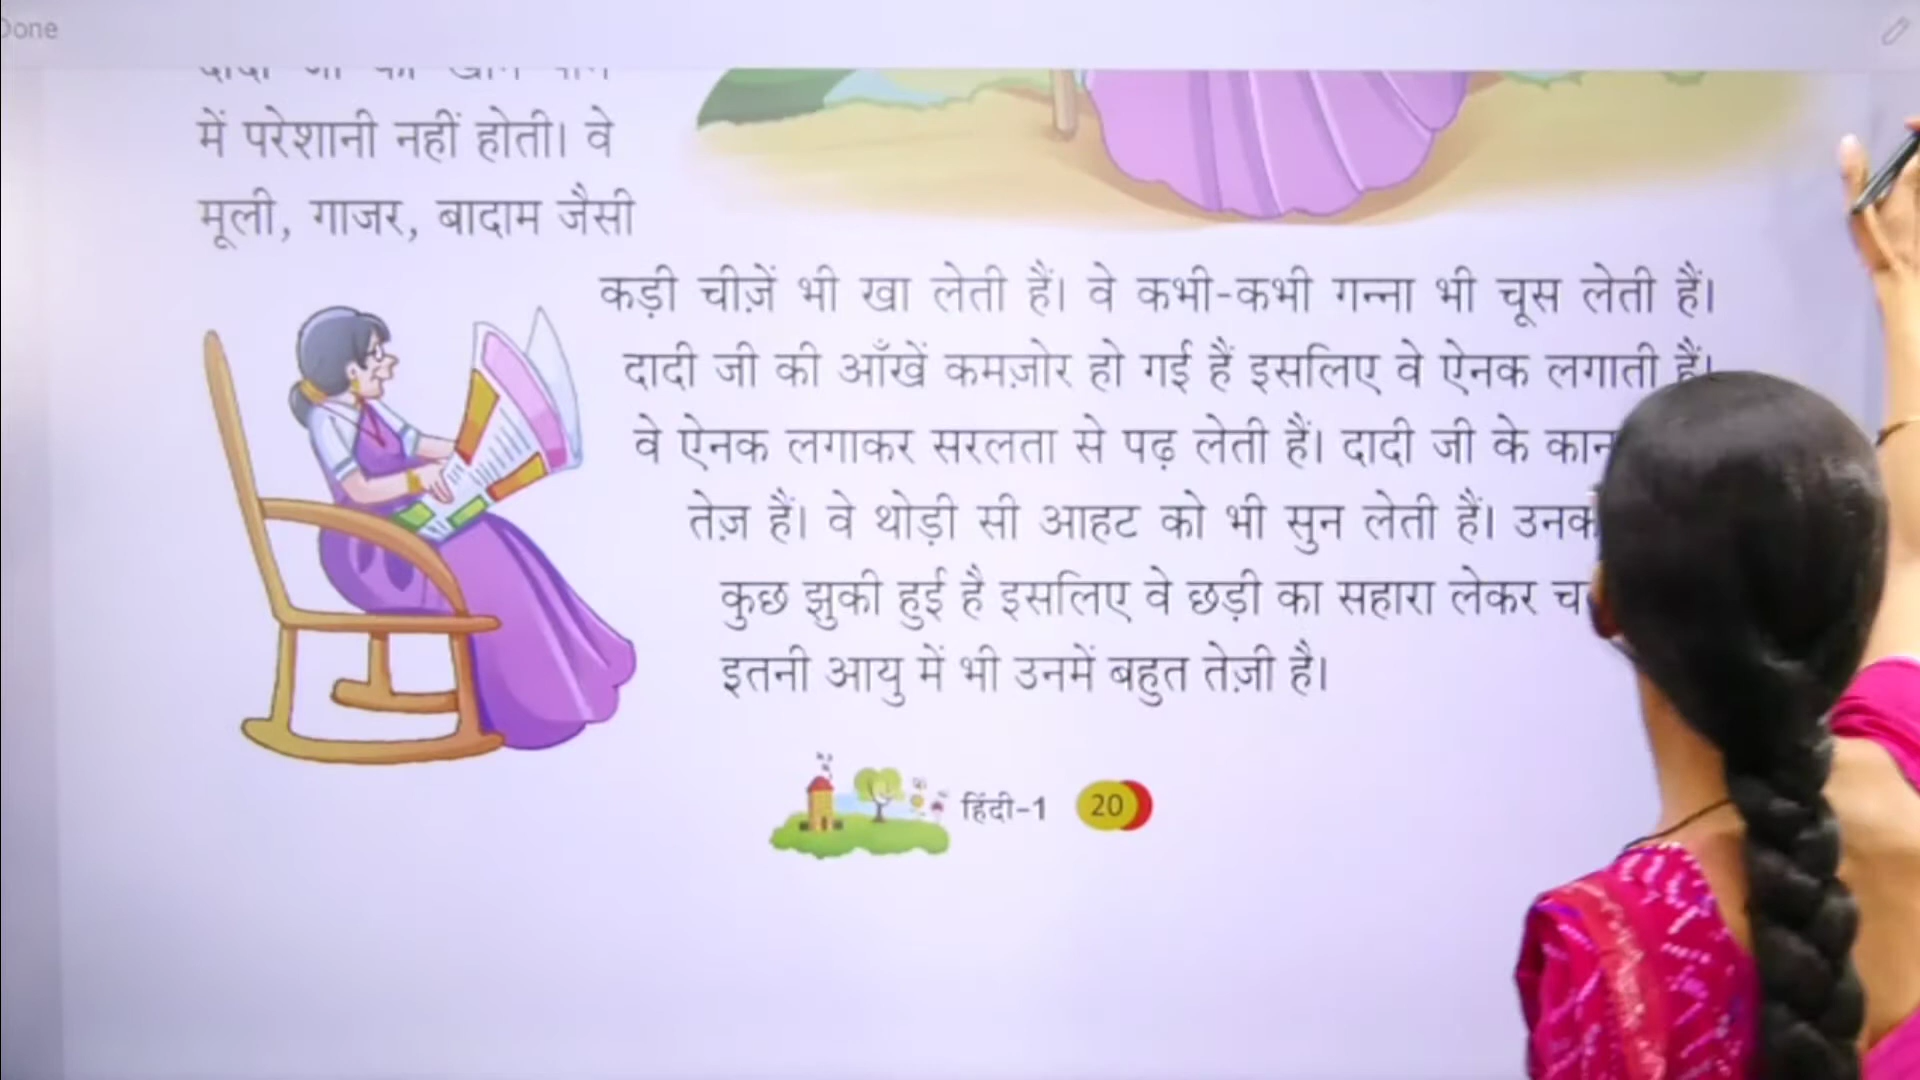 Done
में परेशानी नहीं होती। वे
मूली, गाजर, बादाम जैसी
कड़ी चीज़ें भी खा लेती हैं। वे कभी-कभी गन्ना भी चूस लेती हैं।
दादी जी की आँखें कमज़ोर हो गई हैं इसलिए वे ऐनक लगाती हैं।
वे ऐनक लगाकर सरलता से पढ़ लेती हैं। दादी जी के कान
तेज़ हैं। वे थोड़ी सी आहट को भी सुन लेती हैं।
कुछ झुकी हुई है इसलिए वे छड़ी का सहारा लेकर
इतनी आयु में भी उनमें बहुत तेज़ी है।
हिंदी-1 20